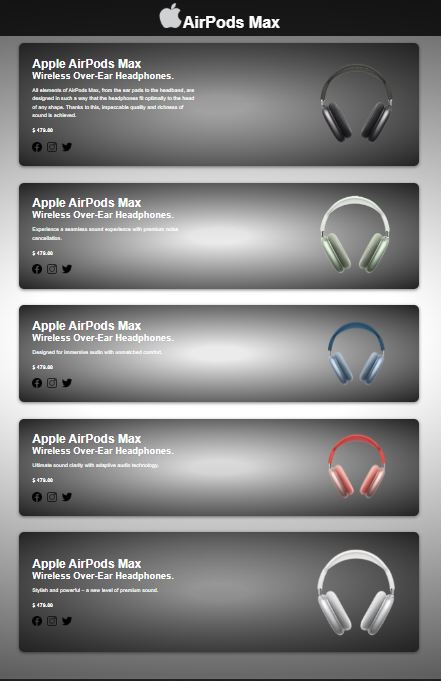 AirPods Max
Apple AirPods Max
Wireless Over-Ear Headphones.
All elements of AirPods Max, from the ear pads to the headband, are
designed in such a way that the headphones fit optimally to the head
of any shape. Thanks to this, impeccable quality and richness of
sound is achieved.
$ 479.00
Apple AirPods Max
Wireless Over-Ear Headphones.
Experience a seamless sound experience with premium noise
cancellation.
Apple AirPods Max
Wireless Over-Ear Headphones.
Designed for immersive audio with unmatched comfort.
$ 479.00
Apple AirPods Max
Wireless Over-Ear Headphones.
Ultimate sound clarity with adaptive audio technology.
$ 479.00
Apple AirPods Max
Wireless Over-Ear Headphones.
Stylish and powerful – a new level of premium sound.
$ 479.00